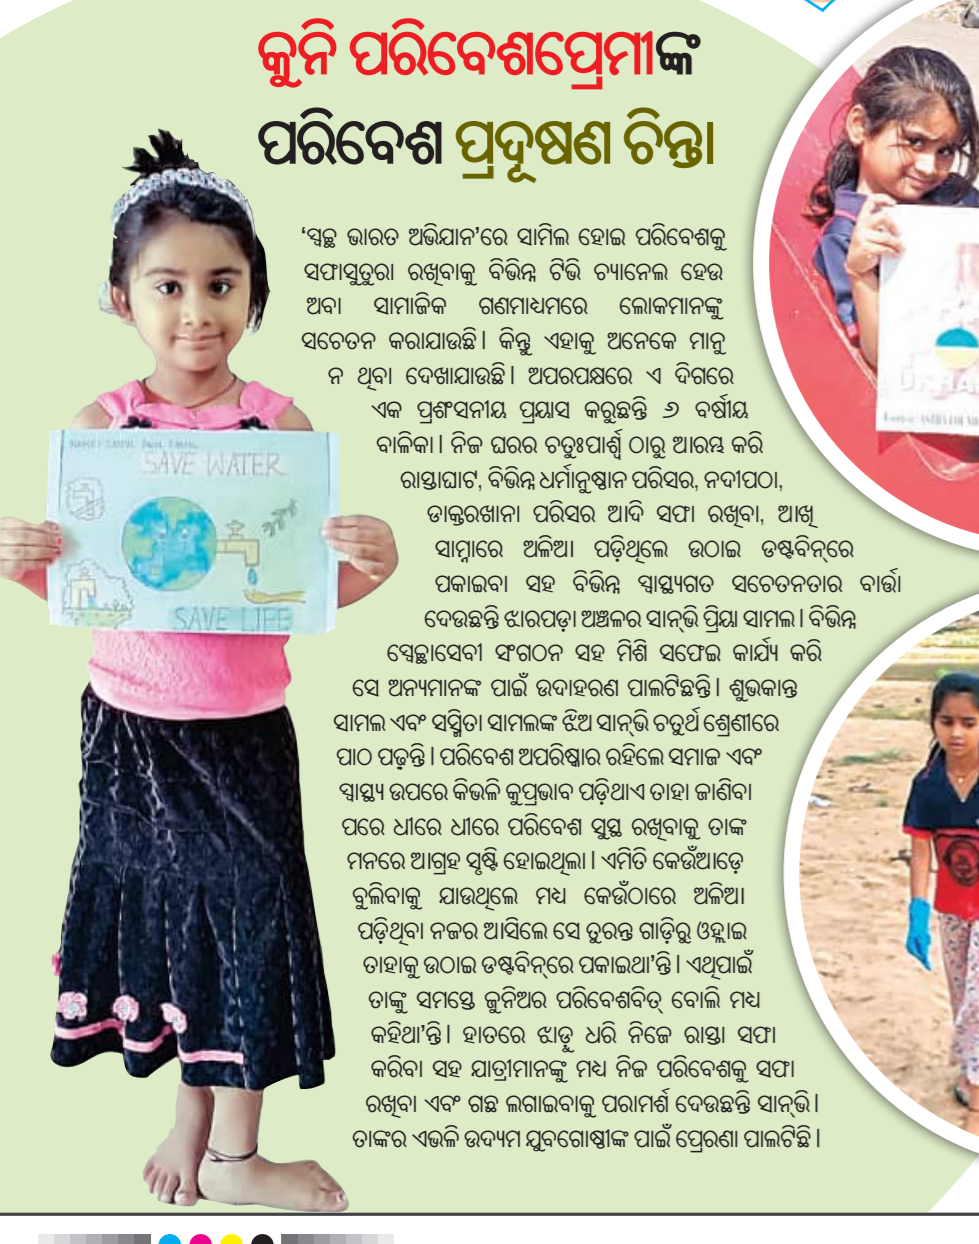 କୁନି ପରିବେଶପ୍ରେମୀଙ୍କ
ପରିବେଶ ପ୍ରଦୂଷଣ ଚିନ୍ତା
‘ସ୍ୱଚ୍ଛ ଭାରତ ଅଭିଯାନ’ରେ ସାମିଲ ହୋଇ ପରିବେଶକୁ
ସଫାସୁତୁରା ରଖିବାକୁ ବିଭିନ୍ନ ଟିଭି ଚ୍ୟାନେଲ ହେଉ
ଅବା ସାମାଜିକ ଗଣମାଧ୍ୟମରେ ଲୋକମାନଙ୍କୁ
ସଚେତନ କରାଯାଉଛି। କିନ୍ତୁ ଏହାକୁ ଅନେକେ ମାନୁ
ନ ଥିବା ଦେଖାଯାଉଛି। ଅପରପକ୍ଷରେ ଏ ଦିଗରେ
ଏକ ପ୍ରଶଂସନୀୟ ପ୍ରୟାସ କରୁଛନ୍ତି ୬ ବର୍ଷୀୟ
ବାଳିକା। ନିଜ ଘରର ଚତୁଃପାର୍ଶ୍ୱ ଠାରୁ ଆରମ୍ଭ କରି
ରାସ୍ତାଘାଟ, ବିଭିନ୍ନ ଧର୍ମାନୁଷ୍ଠାନ ପରିସର, ନଦୀପଠା,
ଡାକ୍ତରଖାନା ପରିସର ଆଦି ସଫା ରଖିବା, ଆଖି
ସାମ୍ନାରେ ଅଳିଆ ପଡ଼ିଥିଲେ ଉଠାଇ ଡଷ୍ଟବିନ୍‌ରେ
ପକାଇବା ସହ ବିଭିନ୍ନ ସ୍ୱାସ୍ଥ୍ୟଗତ ସଚେତନତାର ବାର୍ତ୍ତା
ଦେଉଛନ୍ତି ଝାରପଡ଼ା ଅଞ୍ଚଳର ସାନ୍‌ଭି ପ୍ରିୟା ସାମଲ। ବିଭିନ୍ନ
ସ୍ୱେଚ୍ଛାସେବୀ ସଂଗଠନ ସହ ମିଶି ସଫେଇ କାର୍ଯ୍ୟ କରି
ସେ ଅନ୍ୟମାନଙ୍କ ପାଇଁ ଉଦାହରଣ ପାଲଟିଛନ୍ତି। ଶୁଭକାନ୍ତ
ସାମଲ ଏବଂ ସସ୍ମିତା ସାମଲଙ୍କ ଝିଅ ସାନ୍‌ଭି ଚତୁର୍ଥ ଶ୍ରେଣୀରେ
ପାଠ ପଢ଼ନ୍ତି। ପରିବେଶ ଅପରିଷ୍କାର ରହିଲେ ସମାଜ ଏବଂ
ସ୍ୱାସ୍ଥ୍ୟ ଉପରେ କିଭଳି କୁପ୍ରଭାବ ପଡ଼ିଥାଏ ତାହା ଜାଣିବା
ପରେ ଧୀରେ ଧୀରେ ପରିବେଶ ସୁସ୍ଥ ରଖିବାକୁ ତାଙ୍କ
ମନରେ ଆଗ୍ରହ ସୃଷ୍ଟି ହୋଇଥିଲା। ଏମିତି କେଉଁଆଡ଼େ
ବୁଲିବାକୁ ଯାଉଥିଲେ ମଧ୍ୟ କେଉଁଠାରେ ଅଳିଆ
ପଡ଼ିଥିବା ନଜର ଆସିଲେ ସେ ତୁରନ୍ତ ଗାଡ଼ିରୁ ଓହ୍ଲାଇ
ତାହାକୁ ଉଠାଇ ଡଷ୍ଟବିନ୍‌ରେ ପକାଇଥା’ନ୍ତି। ଏଥିପାଇଁ
ତାଙ୍କୁ ସମସ୍ତେ ଜୁନିଅର ପରିବେଶବିତ୍ ବୋଲି ମଧ୍ୟ
କହିଥା’ନ୍ତି। ହାତରେ ଝାଡ଼ୁ ଧରି ନିଜେ ରାସ୍ତା ସଫା
କରିବା ସହ ଯାତ୍ରୀମାନଙ୍କୁ ମଧ୍ୟ ନିଜ ପରିବେଶକୁ ସଫା
ରଖିବା ଏବଂ ଗଛ ଲଗାଇବାକୁ ପରାମର୍ଶ ଦେଉଛନ୍ତି ସାନ୍‌ଭି।
ତାଙ୍କର ଏଭଳି ଉଦ୍ୟମ ଯୁବଗୋଷ୍ଠୀଙ୍କ ପାଇଁ ପ୍ରେରଣା ପାଲଟିଛି।
SAVE WATER
SAVE LIFE